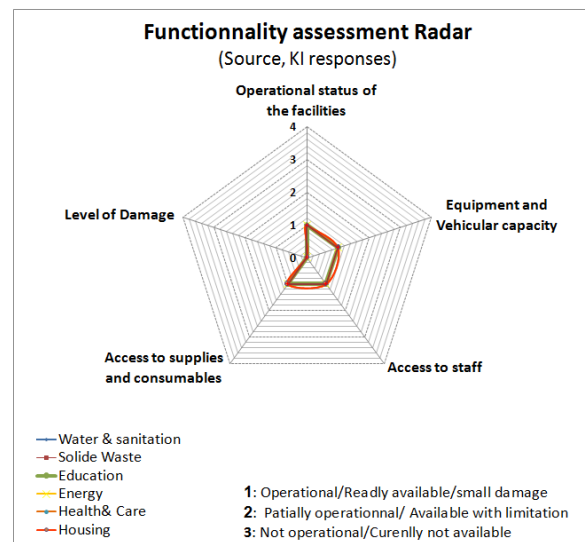 Functionnality assessment Radar
(Source, KI responses)
Operational status of
the facilities
4
3
2
1
0
Level of Damage
Equipment and
Vehicular capacity
Access to supplies
and consumables
Access to staff
Water & sanitation
Solide Waste
Education
Energy
Health& Care
Housing
1: Operational/Readly available/small damage
2: Patially operationnal/ Available with limitation
3: Not operational/Curenlly not available